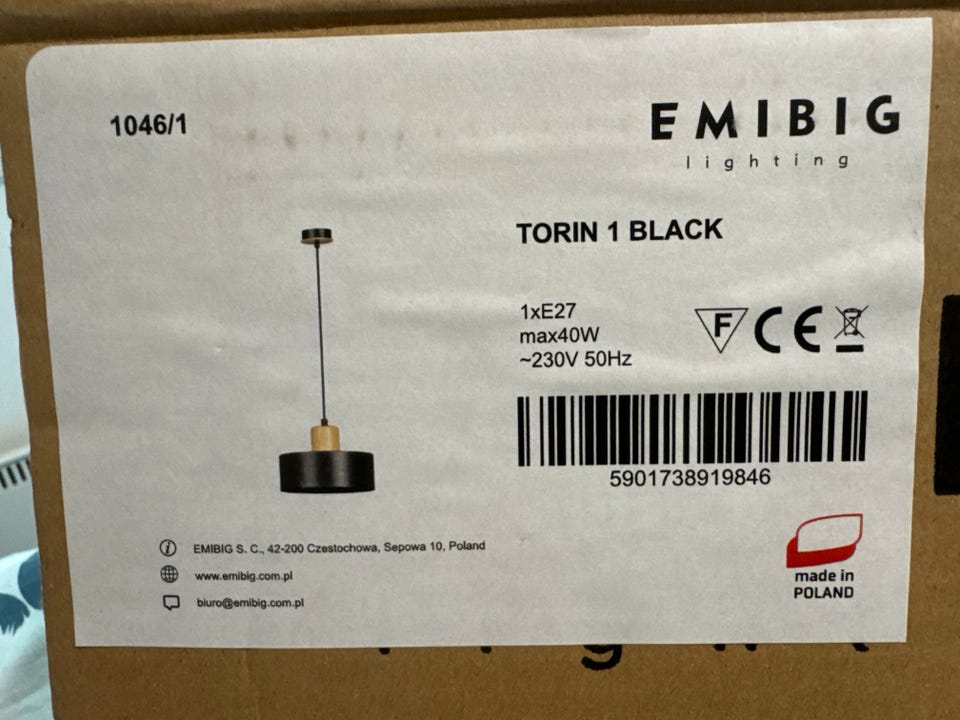 1046/1
EMIBIG
lighting
TORIN 1 BLACK
1xE27
max40W
~230V 50Hz
F CE
5901738919846
EMIBIG S. C., 42-200 Czestochowa, Sepowa 10, Poland
www.emibig.com.pl
biuro@emibig.com.pl
made in
POLAND